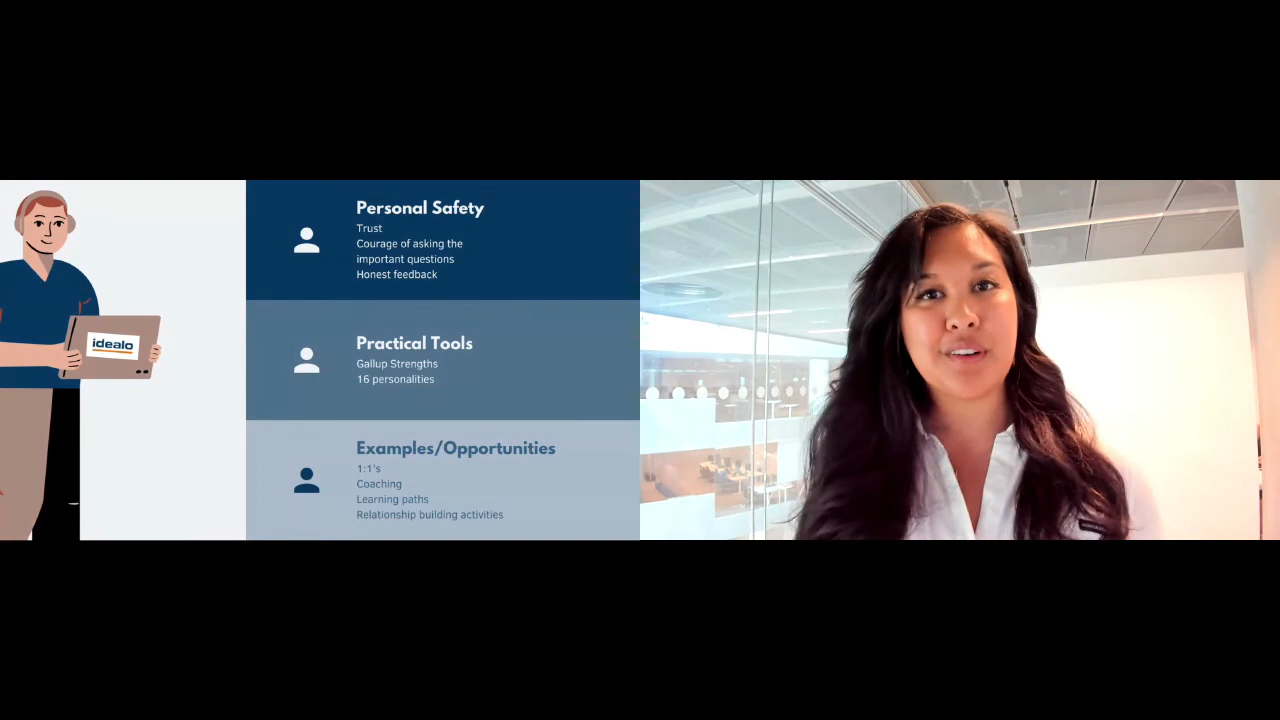 idealo
Personal Safety
Trust
Courage of asking the
important questions
Honest feedback
Practical Tools
Gallup Strengths
16 personalities
Examples/Opportunities
1:1's
Coaching
Learning paths
Relationship building activities